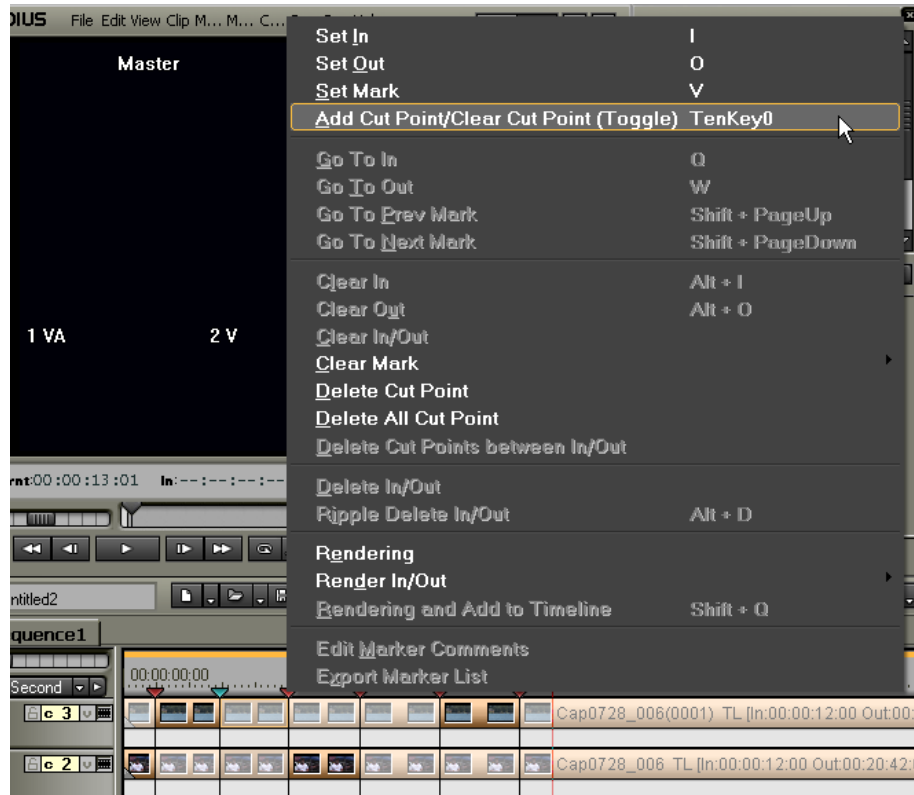 DIUS File Edit View Clip M... M... C...
Master
1 VA 2 V
Set In I
Set Out O
Set Mark V
Add Cut Point/Clear Cut Point (Toggle) TenKey0
Go To In Q
Go To Out W
Go To Prev Mark Shift + PageUp
Go To Next Mark Shift + PageDown
Clear In Alt + I
Clear Out Alt + O
Clear In/Out
Clear Mark
Delete Cut Point
Delete All Cut Point
Delete Cut Points between In/Out
Delete In/Out
Ripple Delete In/Out Alt + D
Rendering
Render In/Out
Rendering and Add to Timeline Shift + Q
Edit Marker Comments
Export Marker List
rnt:00:00:13:01 In:--:--:--:--
ntitled2
quence1
00:00:00:00
Second
c 3 Cap0728_006(0001) TL [In:00:00:12:00 Out:00:
c 2 Cap0728_006 TL [In:00:00:12:00 Out:00:20:42: